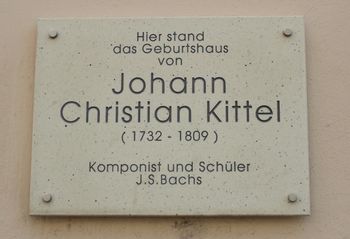 Hier stand
das Geburtshaus
von
Johann
Christian Kittel
( 1732 - 1809 )
Komponist und Schüler
J.S.Bachs